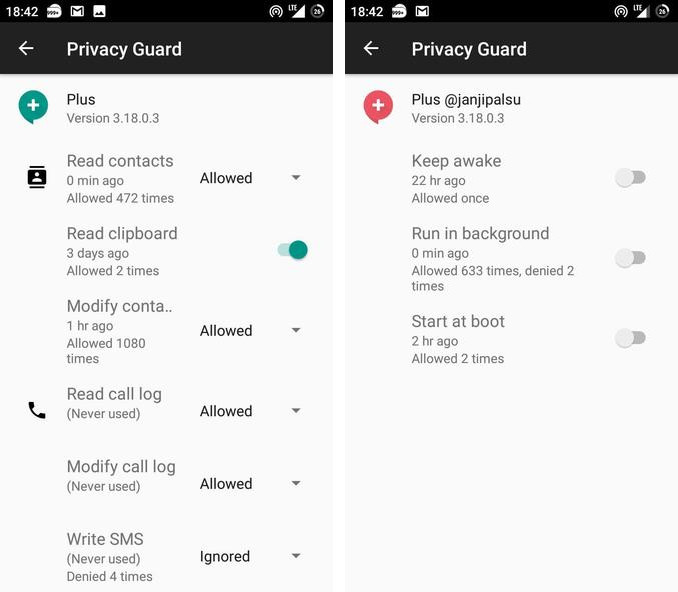 18:42
999+
LTE
26
Privacy Guard
Plus
Version 3.18.0.3
Read contacts
0 min ago
Allowed 472 times
Allowed
Read clipboard
3 days ago
Allowed 2 times
Modify conta..
1 hr ago
Allowed 1080
times
Allowed
Read call log
(Never used)
Allowed
Modify call log
(Never used)
Allowed
Write SMS
(Never used)
Denied 4 times
Ignored
18:42
999+
LTE
26
Privacy Guard
Plus @janjipalsu
Version 3.18.0.3
Keep awake
22 hr ago
Allowed once
Run in background
0 min ago
Allowed 633 times, denied 2
times
Start at boot
2 hr ago
Allowed 2 times